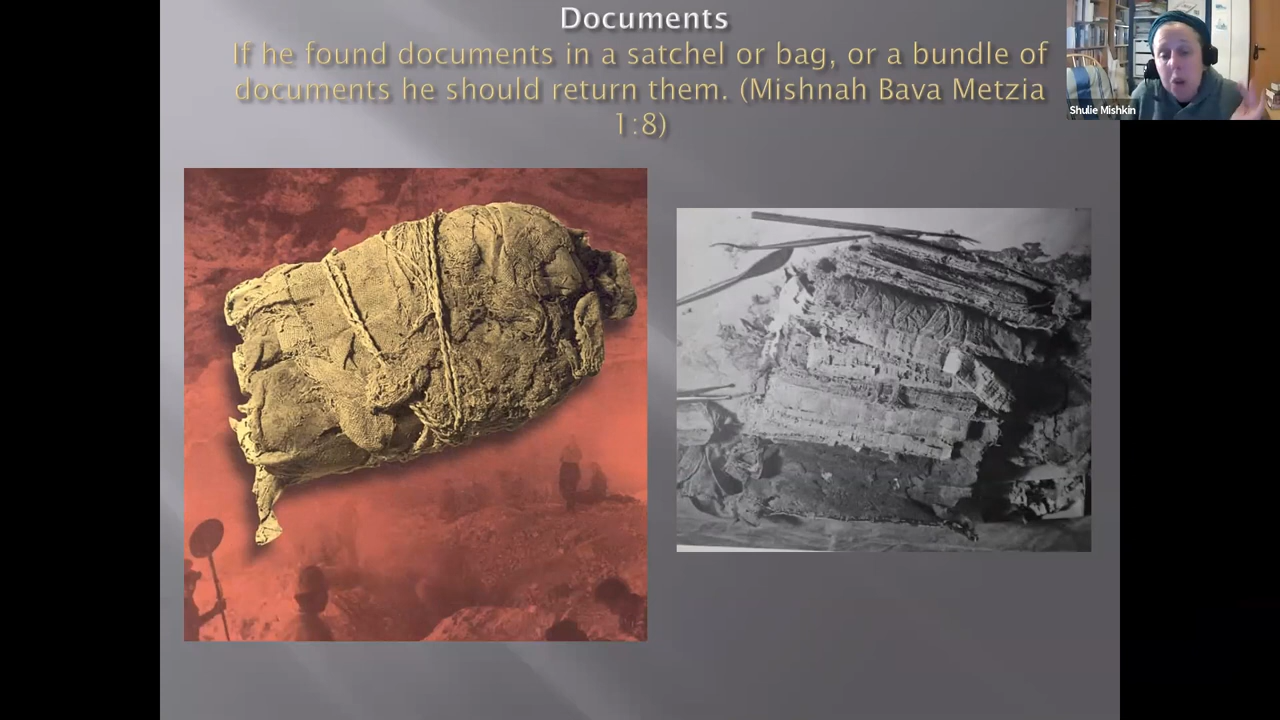 Documents
If he found documents in a satchel or bag, or a bundle of
documents he should return them. (Mishnah Bava Metzia
1:8)
Shulie Mishkin